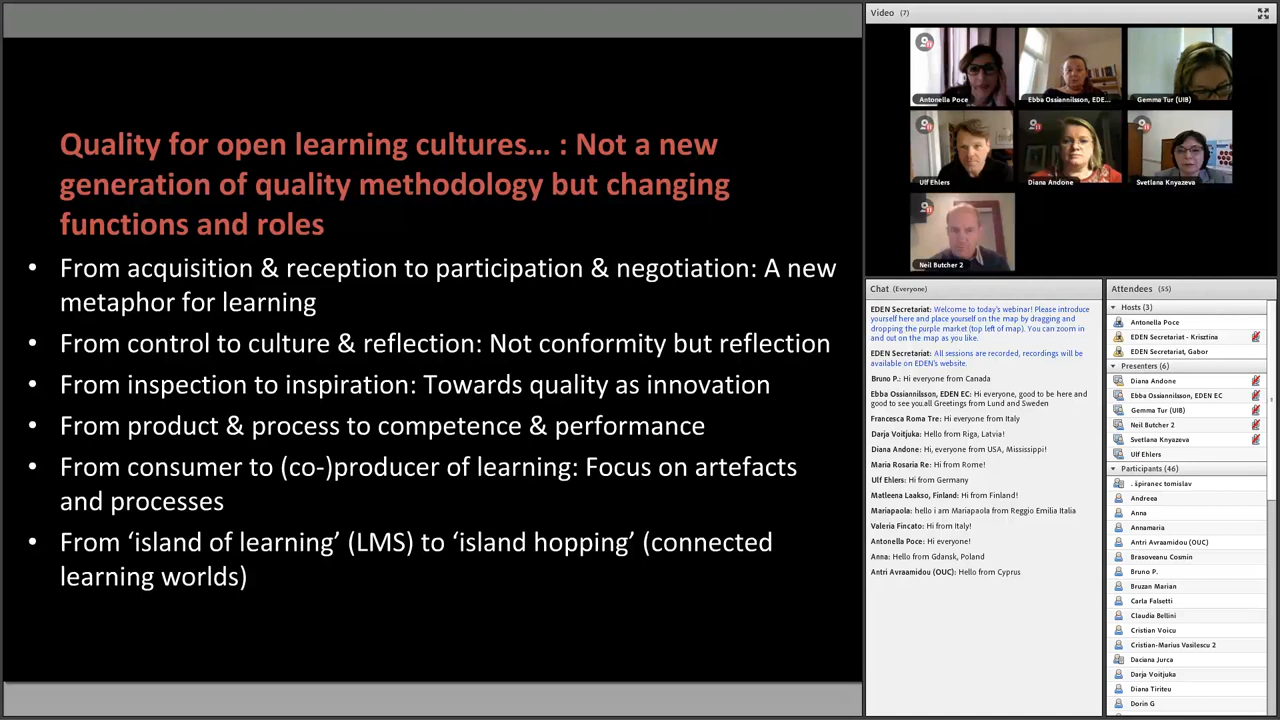 Quality for open learning cultures... : Not a new
generation of quality methodology but changing
functions and roles
• From acquisition & reception to participation & negotiation: A new
metaphor for learning
• From control to culture & reflection: Not conformity but reflection
• From inspection to inspiration: Towards quality as innovation
• From product & process to competence & performance
• From consumer to (co-)producer of learning: Focus on artefacts
and processes
• From ‘island of learning’ (LMS) to ‘island hopping’ (connected
learning worlds)
Video (7)
Antonella Poce
Ebba Ossiannilsson, EDE...
Gemma Tur (UIB)
Ulf Ehlers
Diana Andone
Svetlana Knyazeva
Neil Butcher 2
Chat (Everyone)
EDEN Secretariat: Welcome to today's webinar! Please introduce
yourself here and place yourself on the map by dragging and
dropping the purple market (top left of map). You can zoom in
and out on the map as you like.
EDEN Secretariat: All sessions are recorded, recordings will be
available on EDEN's website.
Bruno P.: Hi everyone from Canada
Ebba Ossiannilsson, EDEN EC: Hi everyone, good to be here and
good to see you.all Greetings from Lund and Sweden
Francesca Roma Tre: Hi everyone from Italy
Darja Voitjuka: Hello from Riga, Latvia!
Diana Andone: Hi, everyone from USA, Mississippi!
Maria Rosaria Re: Hi from Rome!
Ulf Ehlers: Hi from Germany
Matleena Laakso, Finland: Hi from Finland!
Mariapaola: hello i am Mariapaola from Reggio Emilia Italia
Valeria Fincato: Hi from Italy!
Antonella Poce: Hi everyone!
Anna: Hello from Gdansk, Poland
Antri Avraamidou (OUC): Hello from Cyprus
Attendees (55)
Hosts (3)
Antonella Poce
EDEN Secretariat - Krisztina
EDEN Secretariat, Gabor
Presenters (6)
Diana Andone
Ebba Ossiannilsson, EDEN EC
Gemma Tur (UIB)
Neil Butcher 2
Svetlana Knyazeva
Ulf Ehlers
Participants (46)
. špiranec tomislav
Andreea
Anna
Annamaria
Antri Avraamidou (OUC)
Brasoveanu Cosmin
Bruno P.
Bruzan Marian
Carla Falsetti
Claudia Bellini
Cristian Voicu
Cristian-Marius Vasilescu 2
Daciana Jurca
Darja Voitjuka
Diana Tiriteu
Dorin G